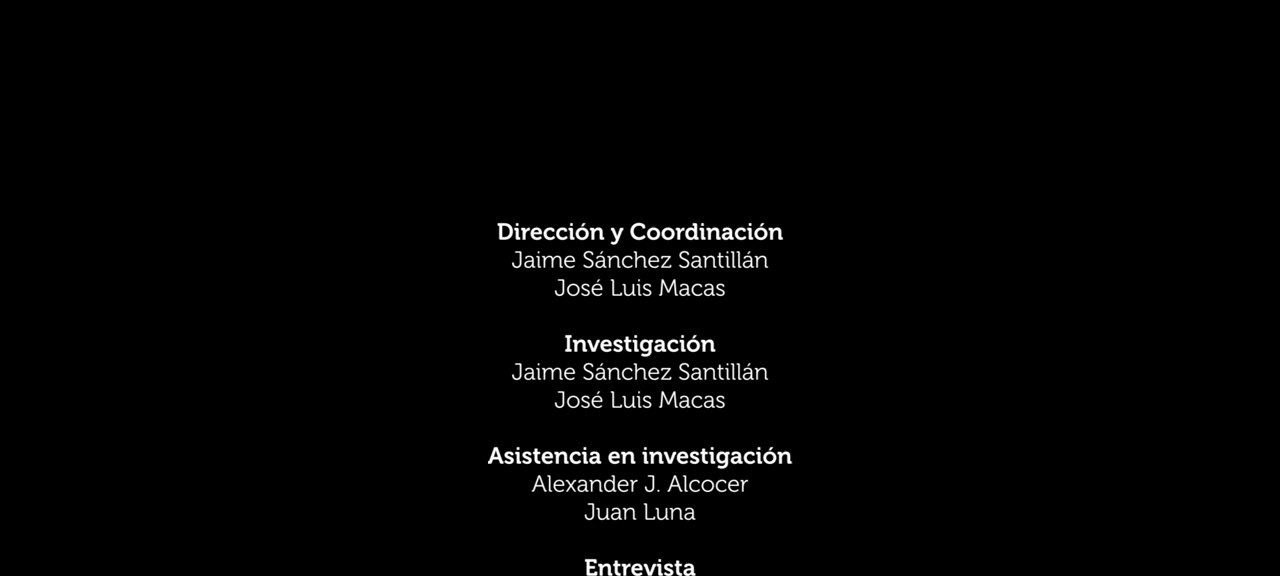 Dirección y Coordinación
Jaime Sánchez Santillán
José Luis Macas
Investigación
Jaime Sánchez Santillán
José Luis Macas
Asistencia en investigación
Alexander J. Alcocer
Juan Luna
Entrevista